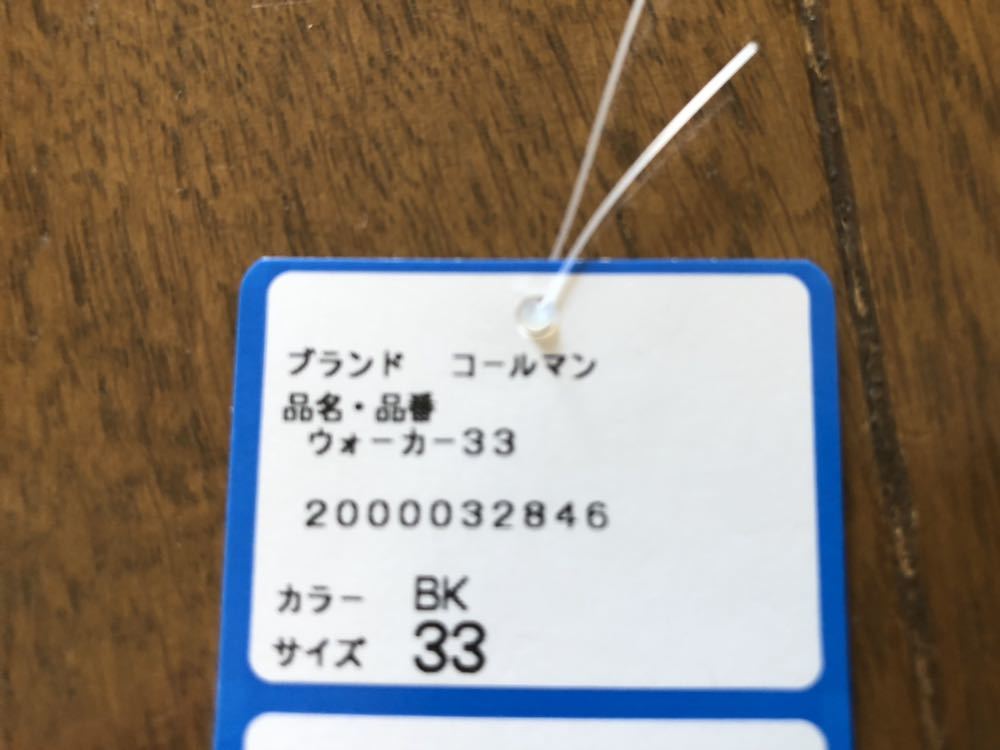 ブランド　コールマン
品名・品番
ウォーカー33
2000032846
カラー　BK
サイズ　33